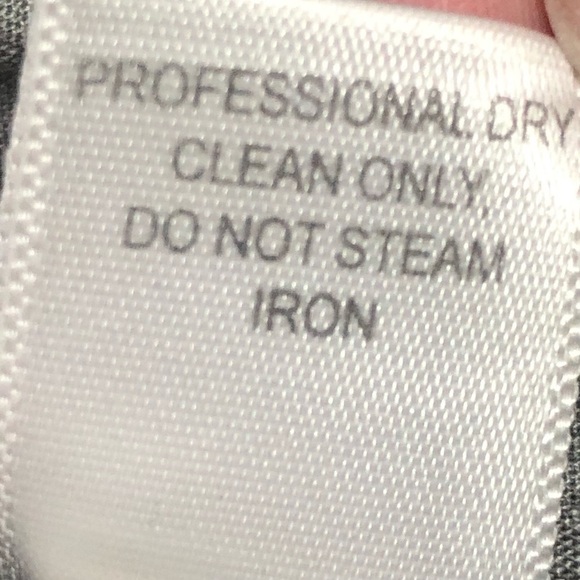 PROFESSIONAL DRY
CLEAN ONLY,
DO NOT STEAM
IRON